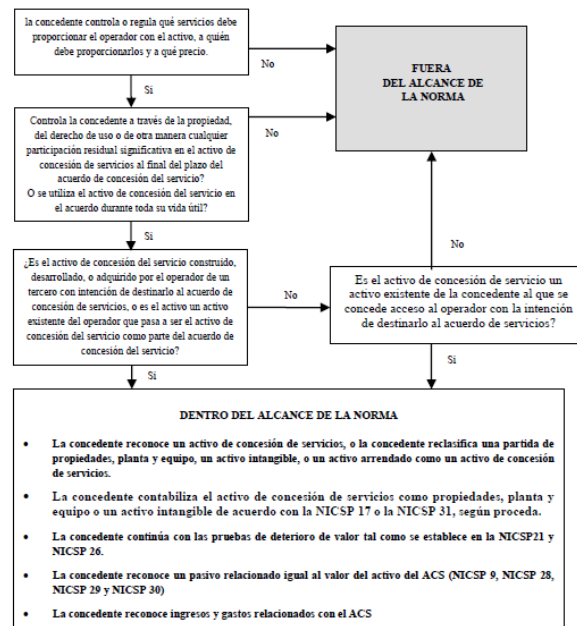 la concedente controla o regula qué servicios debe
proporcionar el operador con el activo, a quién
debe proporcionarlos y a qué precio.
No
FUERA
DEL ALCANCE DE
LA NORMA
Si
Controla la concedente a través de la propiedad,
del derecho de uso o de otra manera cualquier
participación residual significativa en el activo de
concesión de servicios al final del plazo del
acuerdo de concesión del servicio?
O se utiliza el activo de concesión del servicio en
el acuerdo durante toda su vida útil?
No
Si
No
¿Es el activo de concesión del servicio construido,
desarrollado, o adquirido por el operador de un
tercero con intención de destinarlo al acuerdo de
concesión de servicios, o es el activo un activo
existente del operador que pasa a ser el activo de
concesión del servicio como parte del acuerdo de
concesión del servicio?
No
Es el activo de concesión de servicio un
activo existente de la concedente al que se
concede acceso al operador con la intención
de destinarlo al acuerdo de servicios?
Si
Si
DENTRO DEL ALCANCE DE LA NORMA
• La concedente reconoce un activo de concesión de servicios, o la concedente reclasifica una partida de
propiedades, planta y equipo, un activo intangible, o un activo arrendado como un activo de concesión
de servicios.
• La concedente contabiliza el activo de concesión de servicios como propiedades, planta y
equipo o un activo intangible de acuerdo con la NICSP 17 o la NICSP 31, según proceda.
• La concedente continúa con las pruebas de deterioro de valor tal como se establece en la NICSP21 y
NICSP 26.
• La concedente reconoce un pasivo relacionado igual al valor del activo del ACS (NICSP 9, NICSP 28,
NICSP 29 y NICSP 30)
• La concedente reconoce ingresos y gastos relacionados con el ACS